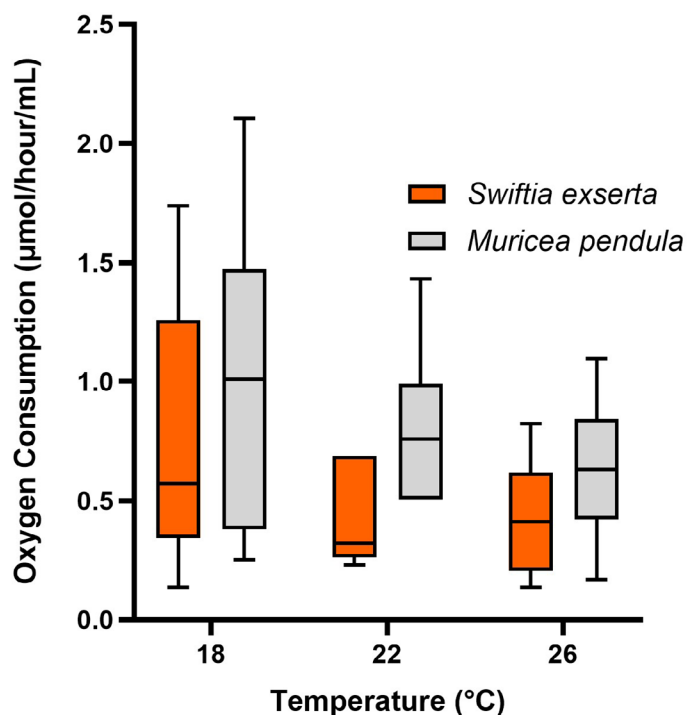 Oxygen Consumption (µmol/hour/mL)
2.5
2.0
1.5
1.0
0.5
0.0
Swiftia exserta
Muricea pendula
18 22 26
Temperature (°C)